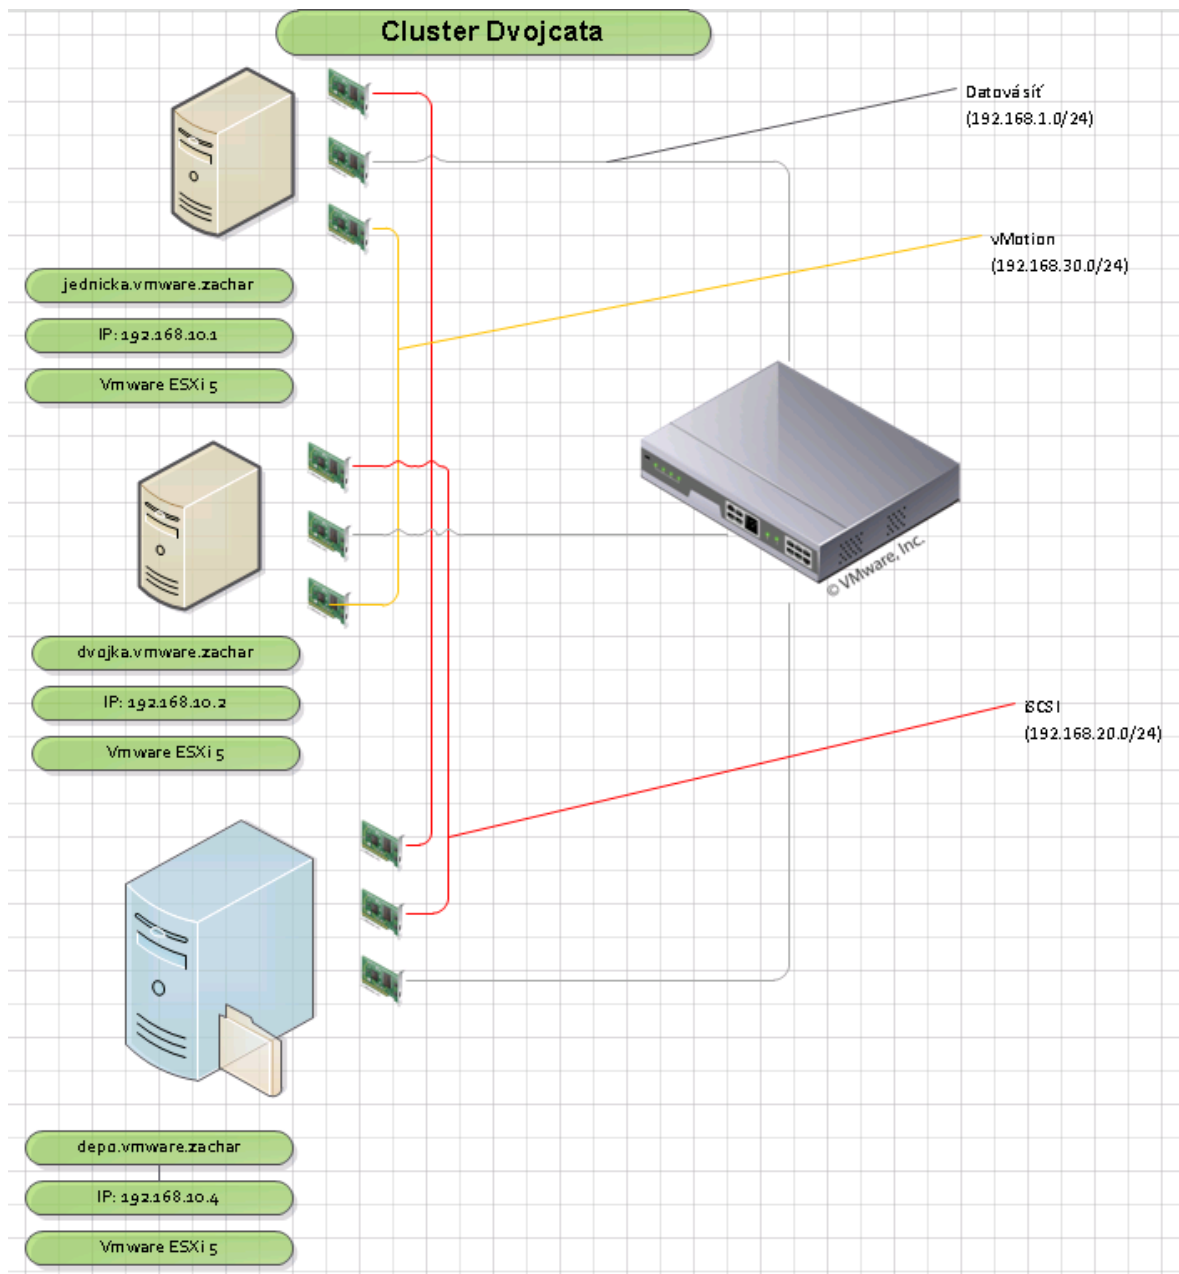 Cluster Dvojcata
Datová síť
(192.168.1.0/24)
vMotion
(192.168.30.0/24)
jednicka.vmware.zachar
IP: 192.168.10.1
Vmware ESXi 5
© VMware, Inc.
dvojka.vmware.zachar
IP: 192.168.10.2
Vmware ESXi 5
iSCSI
(192.168.20.0/24)
depo.vmware.zachar
IP: 192.168.10.4
Vmware ESXi 5